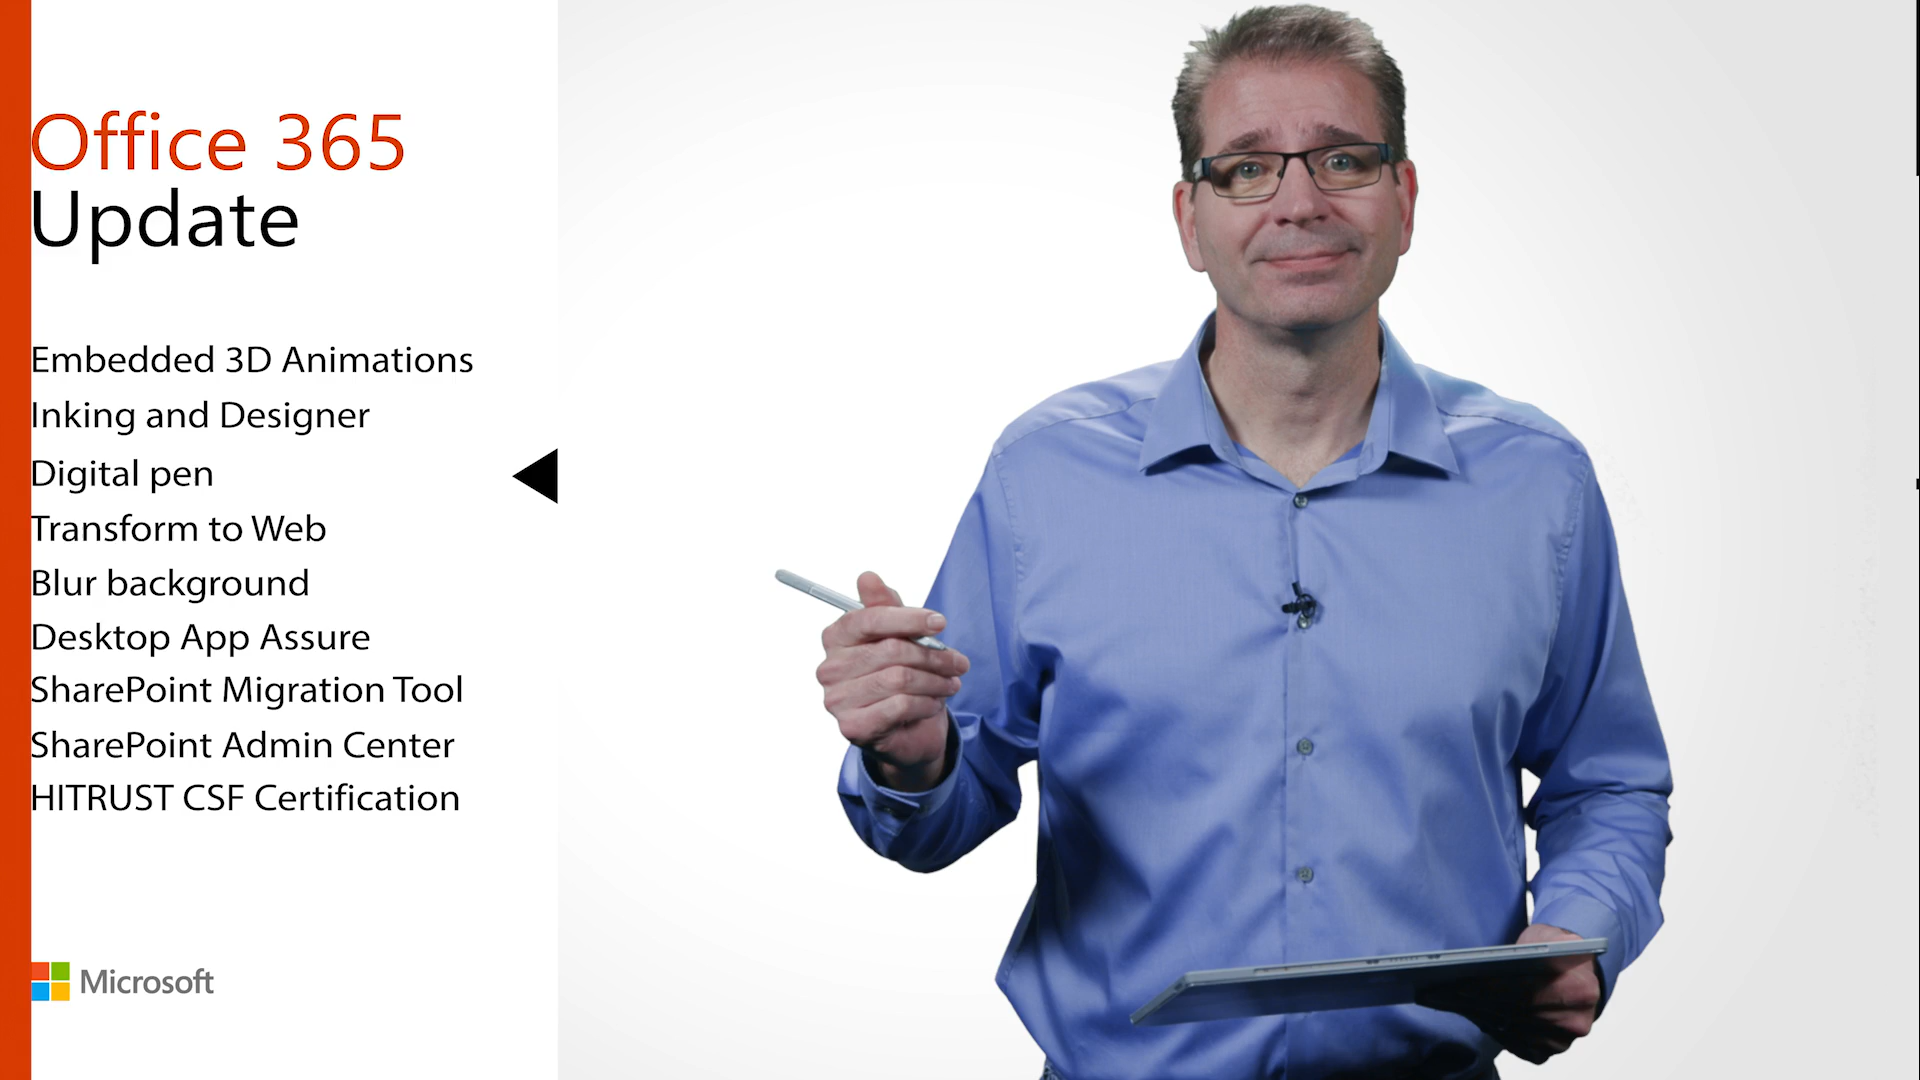 Office 365
Update
Embedded 3D Animations
Inking and Designer
Digital pen
Transform to Web
Blur background
Desktop App Assure
SharePoint Migration Tool
SharePoint Admin Center
HITRUST CSF Certification
Microsoft